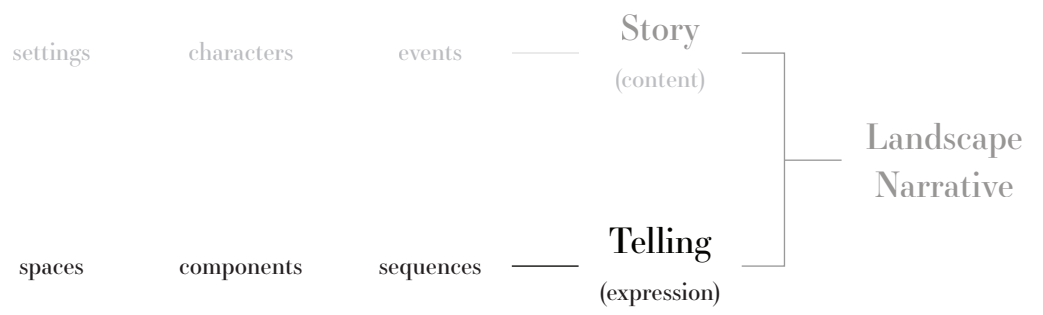 settings characters events Story
(content)
Landscape
Narrative
spaces components sequences Telling
(expression)